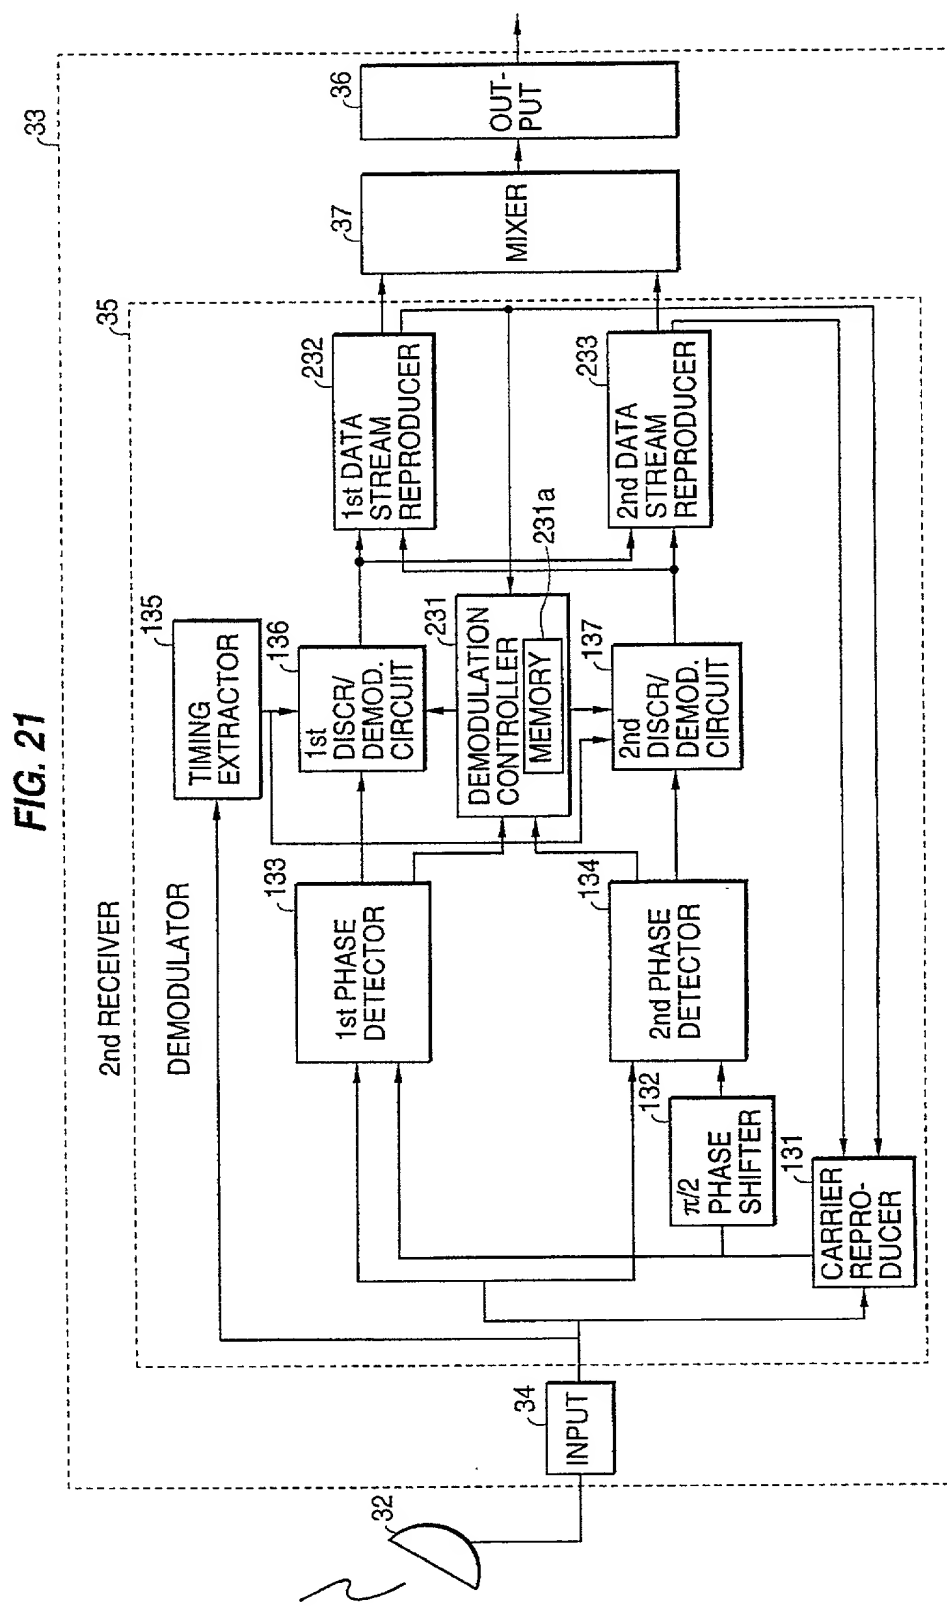 FIG. 21
33
2nd RECEIVER
35
DEMODULATOR
135
TIMING
EXTRACTOR
32
34
INPUT
133
1st PHASE
DETECTOR
136
1st
DISCR/
DEMOD.
CIRCUIT
232
1st DATA
STREAM
REPRODUCER
37
MIXER
36
OUT-
PUT
231
DEMODULATION
CONTROLLER
MEMORY
231a
134
2nd PHASE
DETECTOR
137
2nd
DISCR/
DEMOD.
CIRCUIT
233
2nd DATA
STREAM
REPRODUCER
132
π/2
PHASE
SHIFTER
131
CARRIER
REPRO-
DUCER